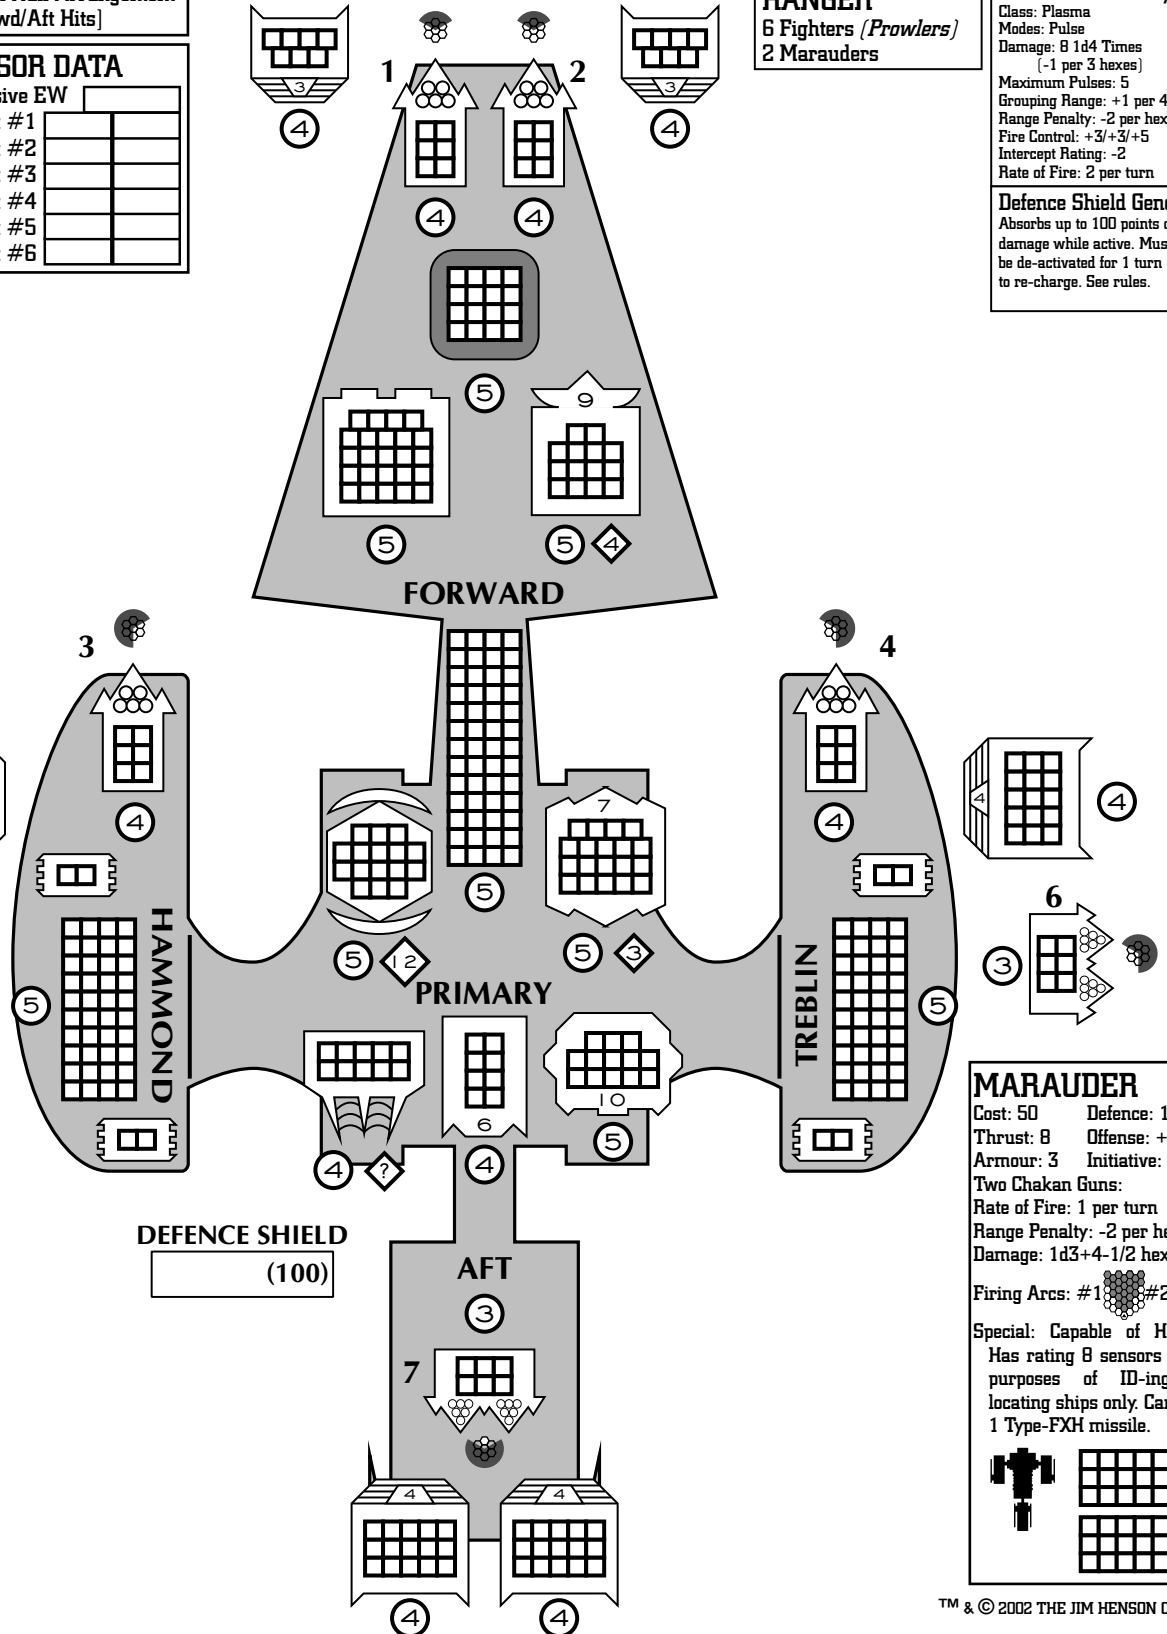 wd/Aft Hits]
SOR DATA
sive EW
#1
#2
#3
#4
#5
#6
6 Fighters (Prowlers)
2 Marauders
Class: Plasma
Modes: Pulse
Damage: 8 1d4 Times
(-1 per 3 hexes)
Maximum Pulses: 5
Grouping Range: +1 per 4
Range Penalty: -2 per hex
Fire Control: +3/+3/+5
Intercept Rating: -2
Rate of Fire: 2 per turn
Defence Shield Gene
Absorbs up to 100 points o
damage while active. Mus
be de-activated for 1 turn
to re-charge. See rules.
3
4
3
4
1
2
4
4
5
9
5
5
4
FORWARD
3
4
4
4
5
7
5
12
5
3
PRIMARY
HAMMOND
TREBLIN
5
5
4
4
6
3
6
10
4
?
4
5
DEFENCE SHIELD
(100)
AFT
3
7
4
4
4
4
MARAUDER
Cost: 50 Defence: 1
Thrust: 8 Offense: +
Armour: 3 Initiative:
Two Chakan Guns:
Rate of Fire: 1 per turn
Range Penalty: -2 per he
Damage: 1d3+4-1/2 hex
Firing Arcs: #1 #2
Special: Capable of H
Has rating 8 sensors
purposes of ID-ing
locating ships only. Car
1 Type-FXH missile.
™ & © 2002 THE JIM HENSON C